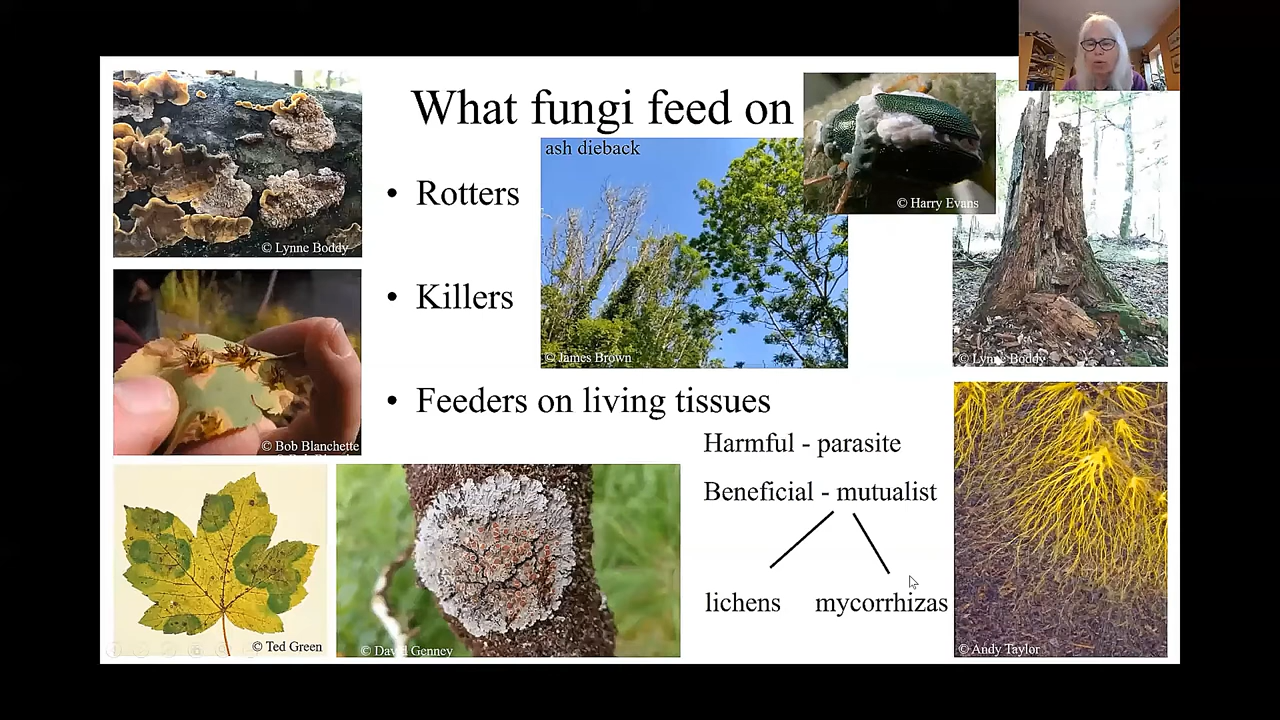 What fungi feed on
ash dieback
• Rotters
• Killers
• Feeders on living tissues
Harmful - parasite
Beneficial - mutualist
lichens
mycorrhizas
© Lynne Boddy
© Bob Blanchette
© Ted Green
© David Genney
© James Brown
© Harry Evans
© Lynne Boddy
© Andy Taylor